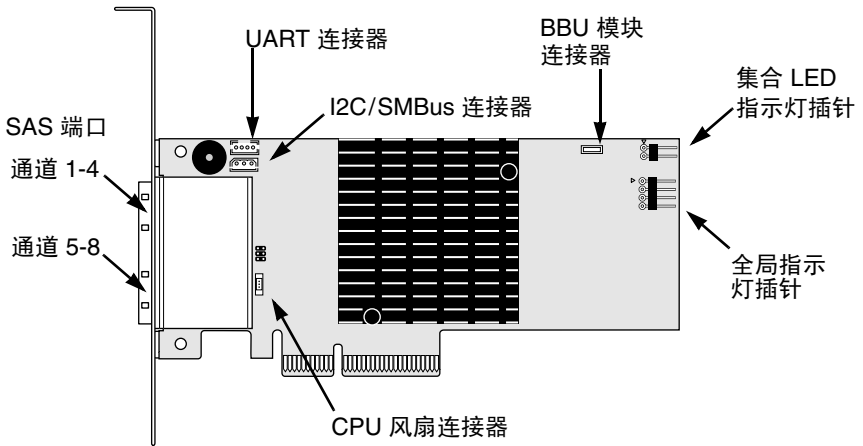 UART 连接器
BBU 模块
连接器
集合 LED
指示灯插针
I2C/SMBus 连接器
SAS 端口
通道 1-4
通道 5-8
全局指示
灯插针
CPU 风扇连接器